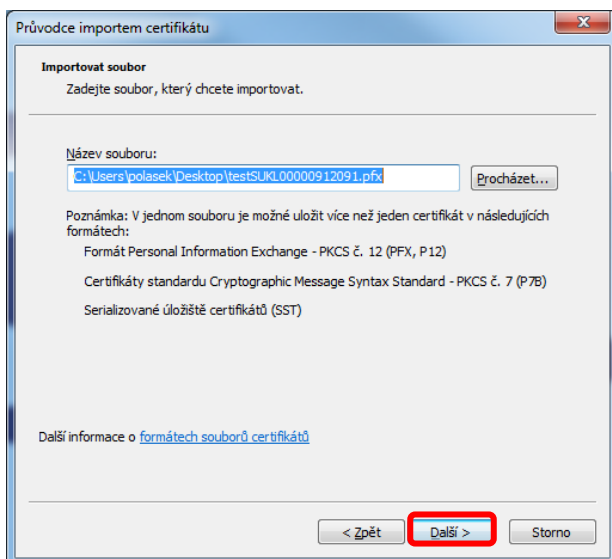 Průvodce importem certifikátu
Importovat soubor
Zadejte soubor, který chcete importovat.
Název souboru:
C:\Users\polasek\Desktop\testSUKL00000912091.pfx
Procházet...
Poznámka: V jednom souboru je možné uložit více než jeden certifikát v následujících
formátech:
Formát Personal Information Exchange - PKCS č. 12 (PFX, P12)
Certifikáty standardu Cryptographic Message Syntax Standard - PKCS č. 7 (P7B)
Serializované úložiště certifikátů (SST)
Další informace o formátech souborů certifikátů
< Zpět
Další >
Storno